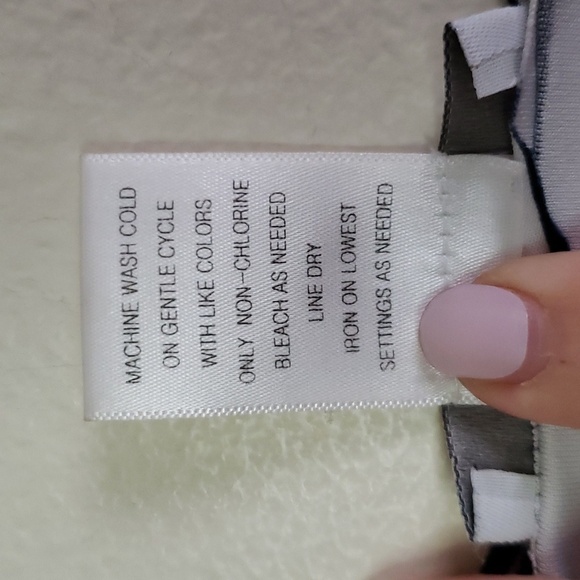 MACHINE WASH COLD
ON GENTLE CYCLE
WITH LIKE COLORS
ONLY NON-CHLORINE
BLEACH AS NEEDED
LINE DRY
IRON ON LOWEST
SETTINGS AS NEEDED